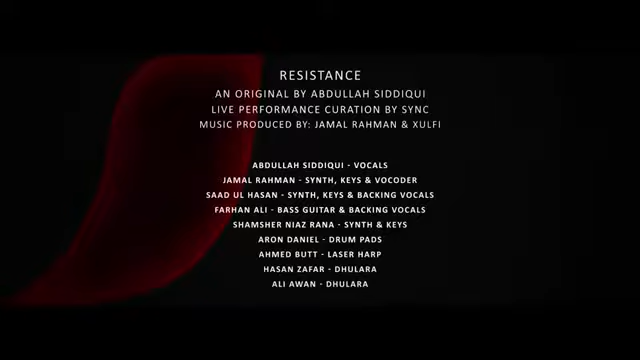 RESISTANCE
AN ORIGINAL BY ABDULLAH SIDDIQUI
LIVE PERFORMANCE CURATION BY SYNC
MUSIC PRODUCED BY: JAMAL RAHMAN & XULFI
ABDULLAH SIDDIQUI - VOCALS
JAMAL RAHMAN - SYNTH, KEYS & VOCODER
SAAD UL HASAN - SYNTH, KEYS & BACKING VOCALS
FARHAN ALI - BASS GUITAR & BACKING VOCALS
SHAMSHER NIAZ RANA - SYNTH & KEYS
ARON DANIEL - DRUM PADS
AHMED BUTT - LASER HARP
HASAN ZAFAR - DHULARA
ALI AWAN - DHULARA